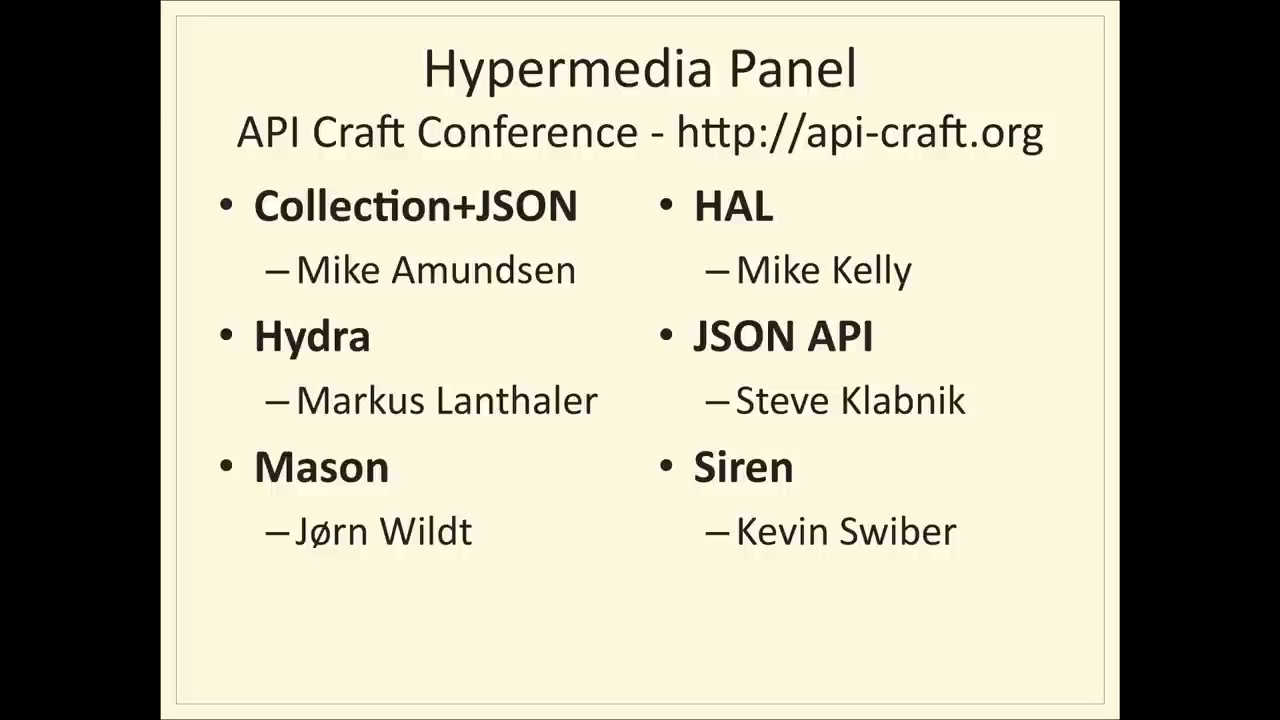 Hypermedia Panel
API Craft Conference - http://api-craft.org
• Collection+JSON
– Mike Amundsen
• Hydra
– Markus Lanthaler
• Mason
– Jørn Wildt
• HAL
– Mike Kelly
• JSON API
– Steve Klabnik
• Siren
– Kevin Swiber